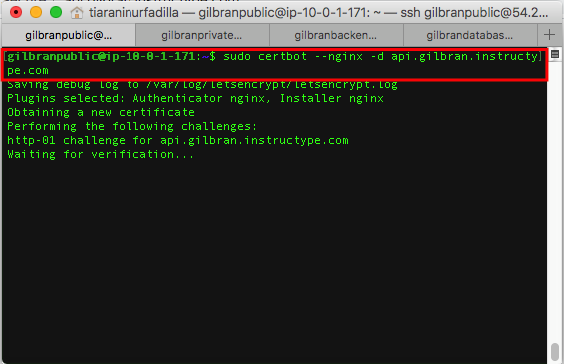 tiaraninurfadilla — gilbranpublic@ip-10-0-1-171: ~ — ssh gilbranpublic@54.2...
gilbranpublic@...
gilbranprivate...
gilbranbacken...
gilbrandatabas...
[gilbranpublic@ip-10-0-1-171:~$ sudo certbot --nginx -d api.gilbran.instructy]
pe.com
Saving debug log to /var/log/letsencrypt/letsencrypt.log
Plugins selected: Authenticator nginx, Installer nginx
Obtaining a new certificate
Performing the following challenges:
http-01 challenge for api.gilbran.instructype.com
Waiting for verification...